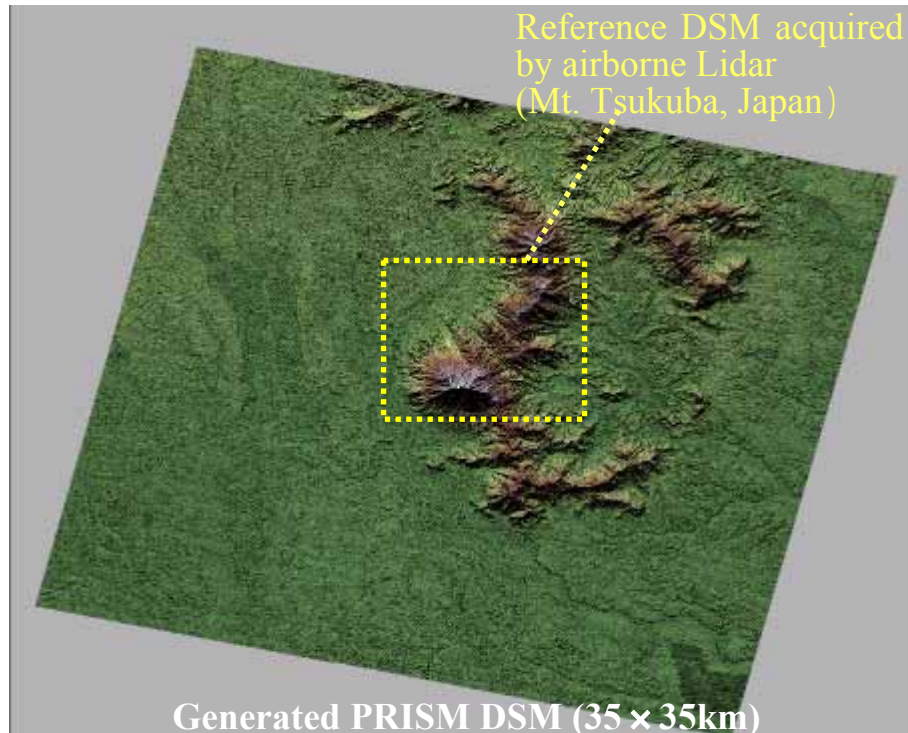 Reference DSM acquired
by airborne Lidar
(Mt. Tsukuba, Japan）
Generated PRISM DSM (35 × 35km)